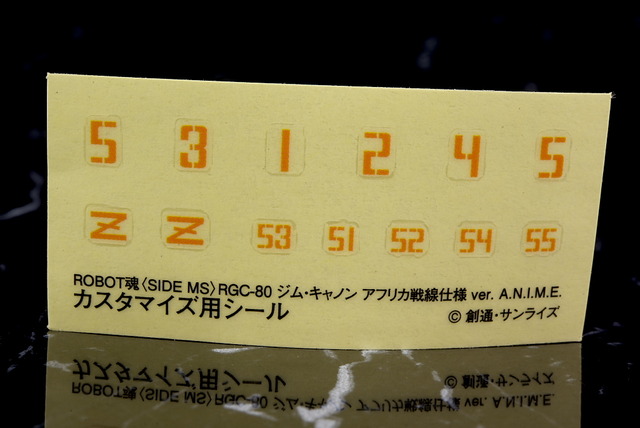 5 3 1 2 4 5
Z Z 53 51 52 54 55
ROBOT魂〈SIDE MS〉RGC-80 ジム・キャノン アフリカ戦線仕様 ver. A.N.I.M.E.
カスタマイズ用シール
© 創通・サンライズ